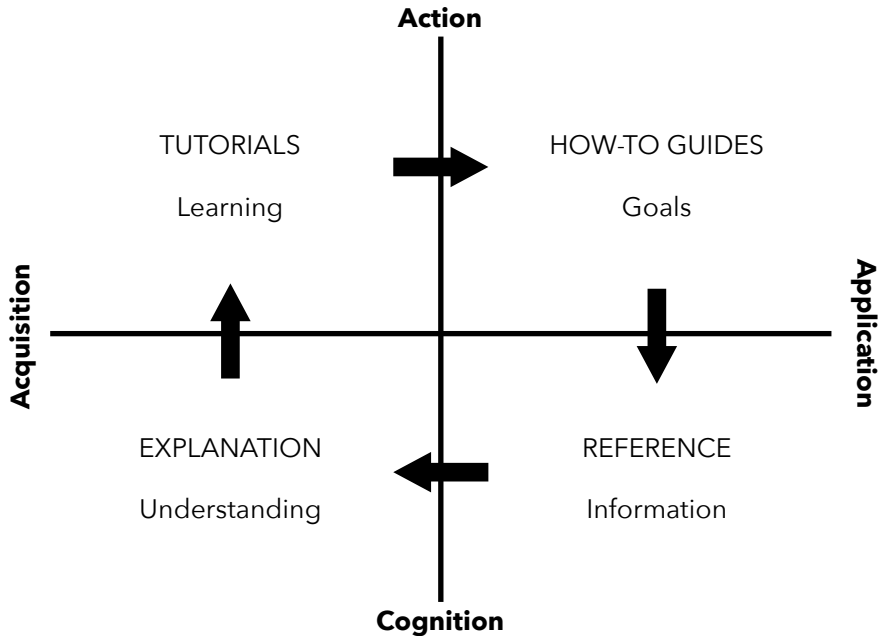 Action
TUTORIALS
Learning
HOW-TO GUIDES
Goals
Acquisition
Application
EXPLANATION
Understanding
REFERENCE
Information
Cognition